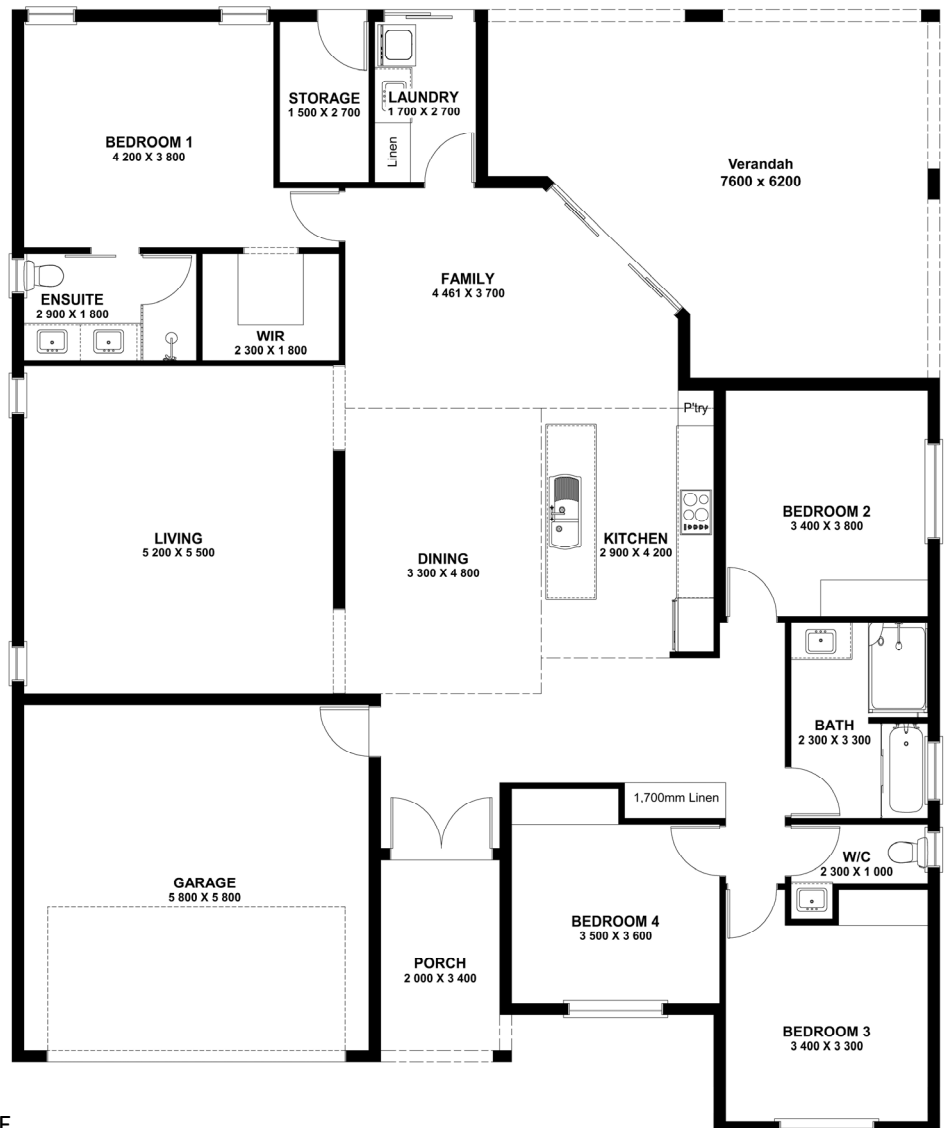 STORAGE
1 500 X 2 700
LAUNDRY
1 700 X 2 700
Linen
BEDROOM 1
4 200 X 3 800
Verandah
7600 x 6200
FAMILY
4 461 X 3 700
ENSUITE
2 900 X 1 800
WIR
2 300 X 1 800
P'try
LIVING
5 200 X 5 500
DINING
3 300 X 4 800
KITCHEN
2 900 X 4 200
BEDROOM 2
3 400 X 3 800
BATH
2 300 X 3 300
1,700mm Linen
W/C
2 300 X 1 000
GARAGE
5 800 X 5 800
BEDROOM 4
3 500 X 3 600
PORCH
2 000 X 3 400
BEDROOM 3
3 400 X 3 300